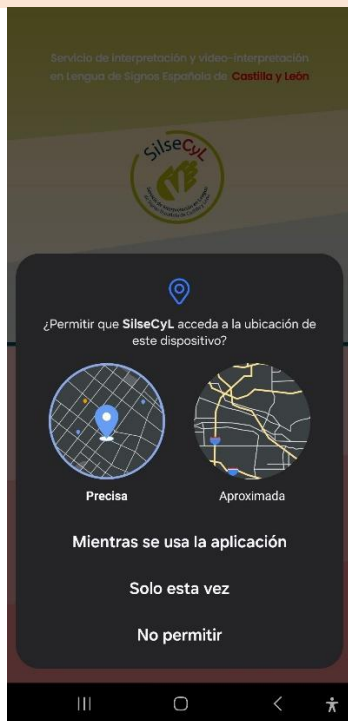 Servicio de interpretación y vídeo-interpretación
en Lengua de Signos Española de Castilla y León
SilseCyL
¿Permitir que SilseCyL acceda a la ubicación de
este dispositivo?
Precisa
Aproximada
Mientras se usa la aplicación
Solo esta vez
No permitir